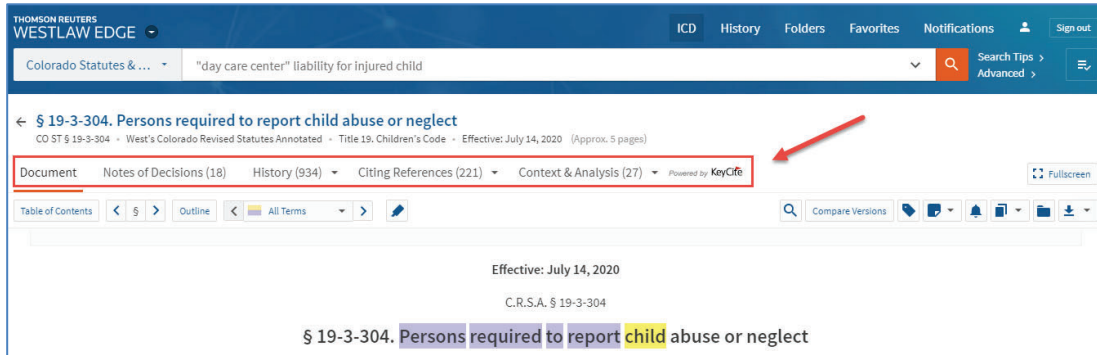 THOMSON REUTERS
WESTLAW EDGE
ICD History Folders Favorites Notifications Sign out
Colorado Statutes & ... "day care center" liability for injured child Search Tips
Advanced
§ 19-3-304. Persons required to report child abuse or neglect
CO ST § 19-3-304 • West's Colorado Revised Statutes Annotated • Title 19. Children's Code • Effective: July 14, 2020 (Approx. 5 pages)
Document Notes of Decisions (18) History (934) Citing References (221) Context & Analysis (27) Powered by KeyCite
Fullscreen
Table of Contents § Outline All Terms Compare Versions
Effective: July 14, 2020
C.R.S.A. § 19-3-304
§ 19-3-304. Persons required to report child abuse or neglect